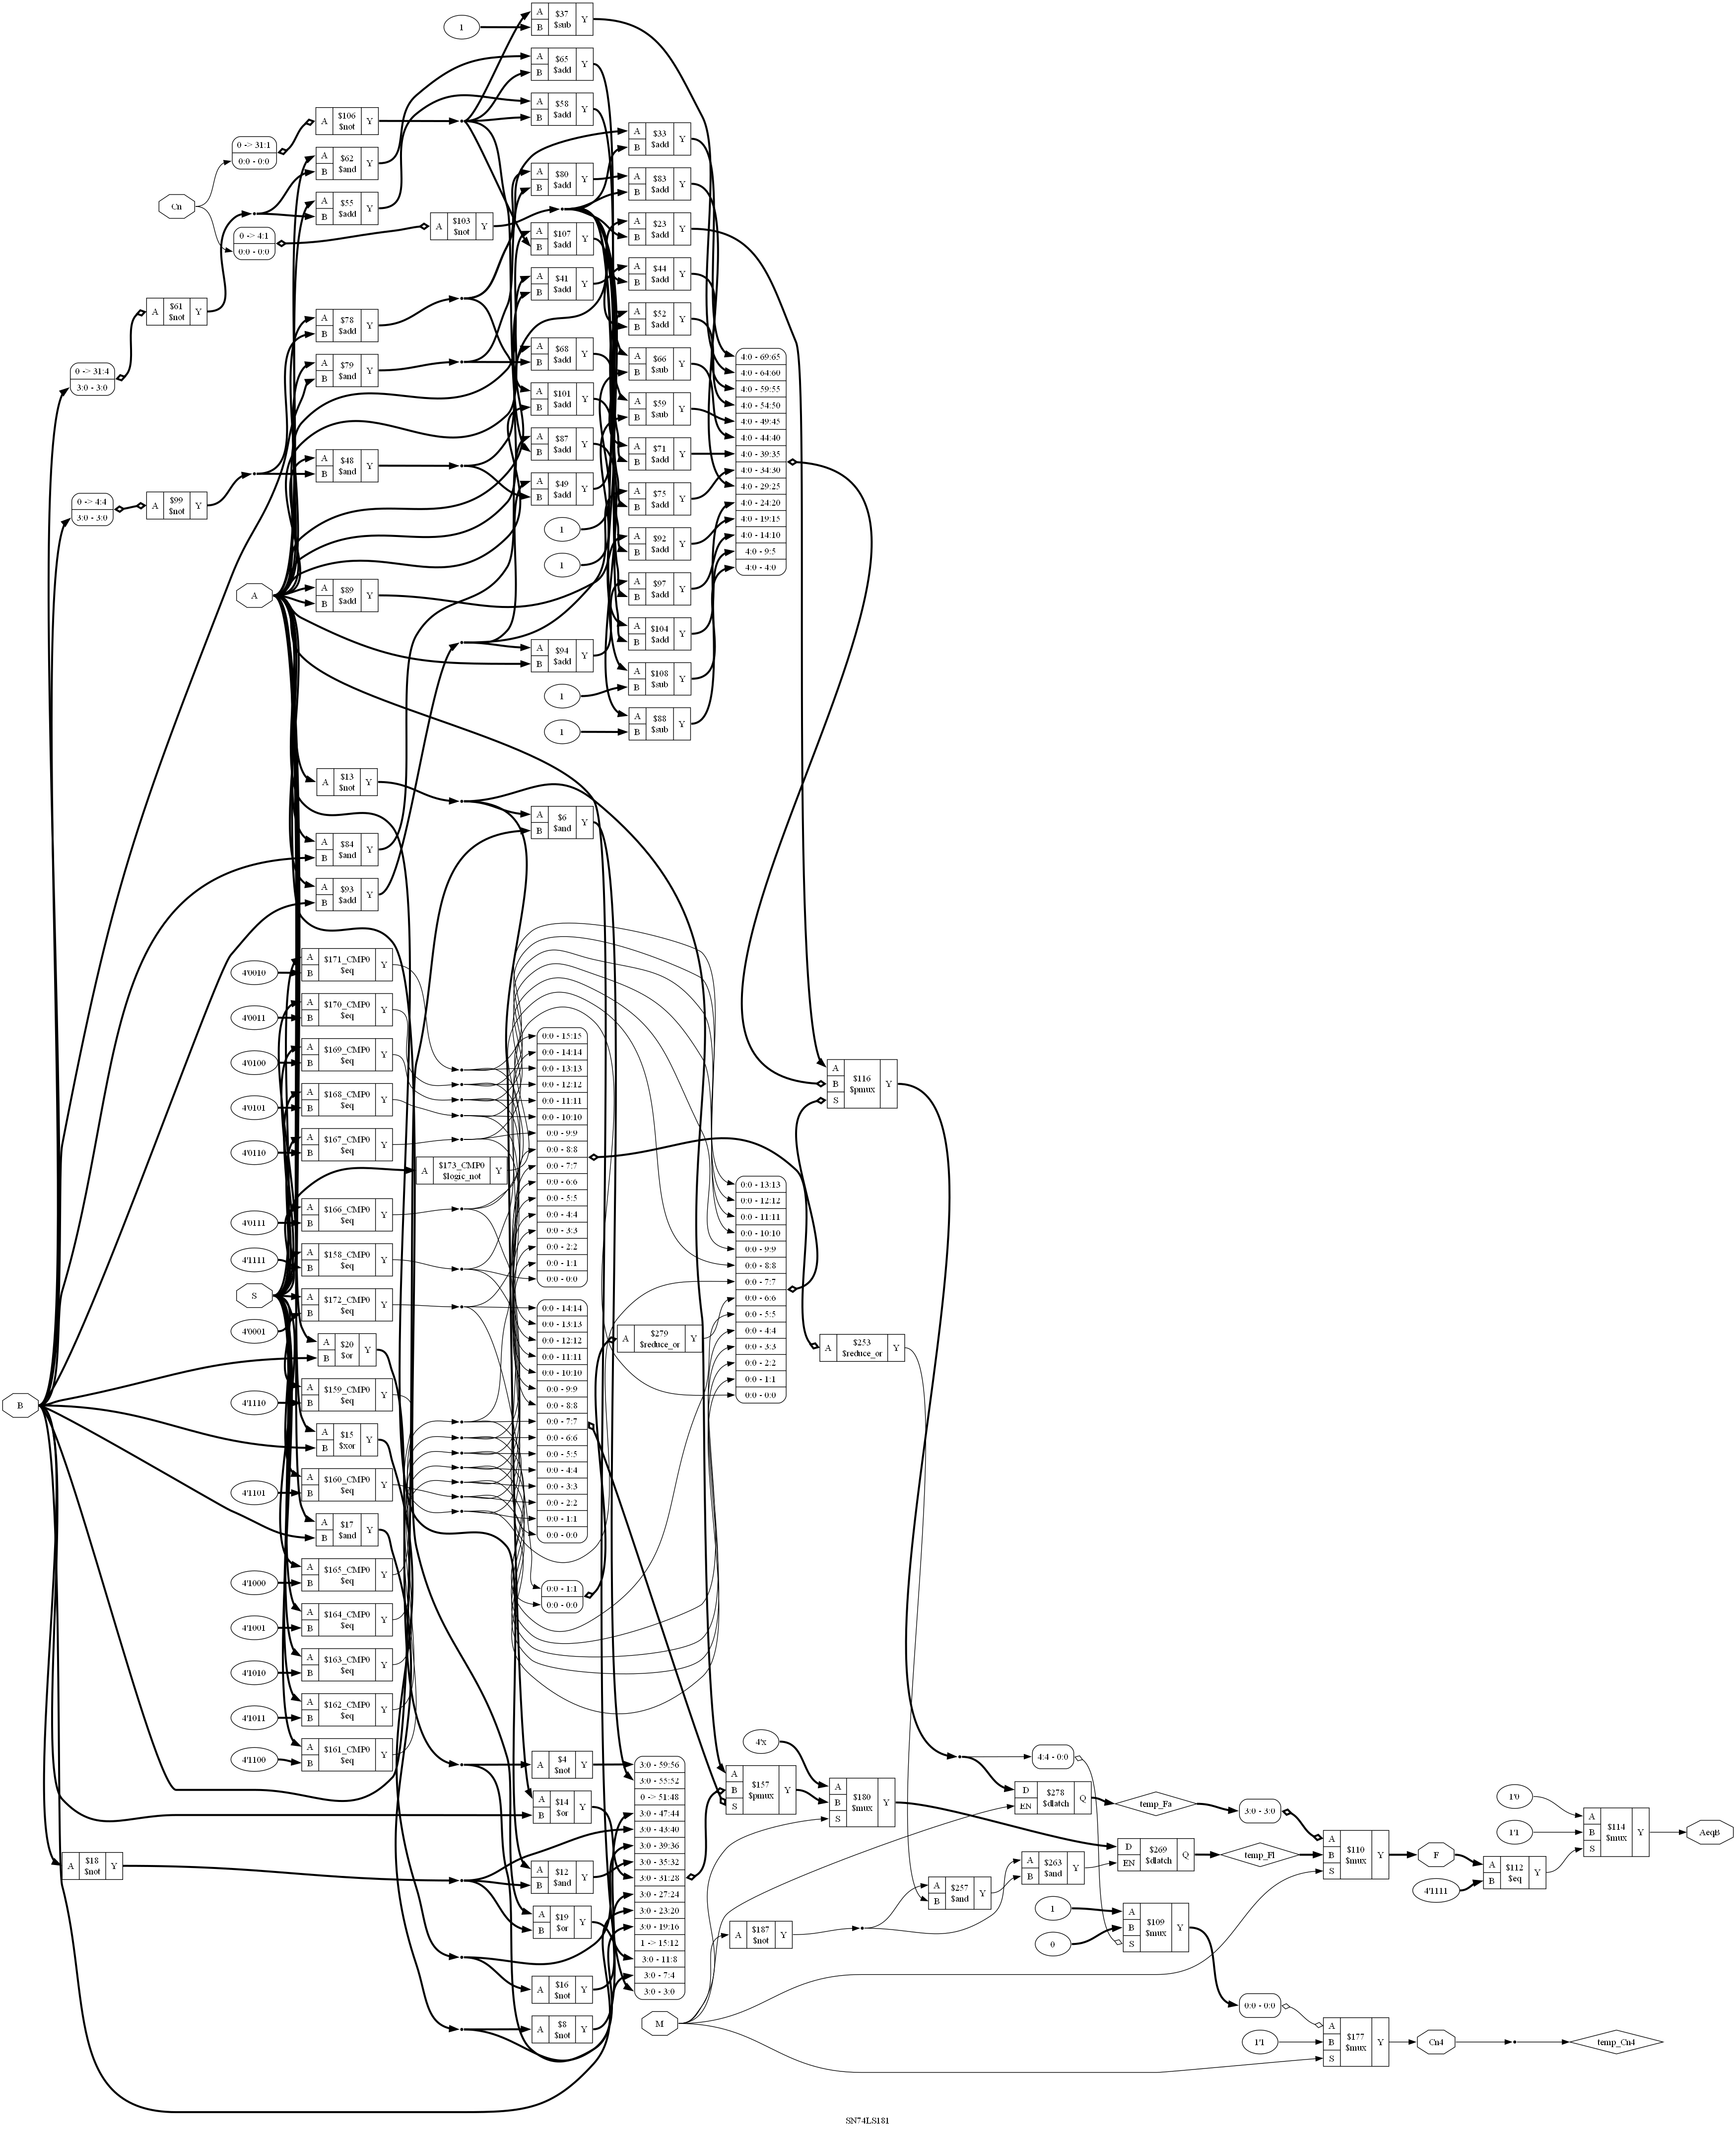 B
0 -> 31:4
3:0 - 3:0
0 -> 4:4
3:0 - 3:0
A $61 Y
$not
A $99 Y
$not
A $18 Y
$not
Cn
0 -> 31:1
0:0 - 0:0
0 -> 4:1
0:0 - 0:0
A
S
4'0010
4'0011
4'0100
4'0101
4'0110
4'0111
4'1111
4'0001
4'1110
4'1101
4'1000
4'1001
4'1010
4'1011
4'1100
A $106 Y
$not
A $62 Y
B $and
A $55 Y
B $add
A $78 Y
B $add
A $79 Y
B $and
A $48 Y
B $and
A $89 Y
B $add
A $13 Y
$not
A $84 Y
B $and
A $93 Y
B $add
A $171_CMP0 Y
B $eq
A $170_CMP0 Y
B $eq
A $169_CMP0 Y
B $eq
A $168_CMP0 Y
B $eq
A $167_CMP0 Y
B $eq
A $166_CMP0 Y
B $eq
A $158_CMP0 Y
B $eq
A $172_CMP0 Y
B $eq
A $20 Y
B $or
A $159_CMP0 Y
B $eq
A $15 Y
B $xor
A $160_CMP0 Y
B $eq
A $17 Y
B $and
A $165_CMP0 Y
B $eq
A $164_CMP0 Y
B $eq
A $163_CMP0 Y
B $eq
A $162_CMP0 Y
B $eq
A $161_CMP0 Y
B $eq
1
A $103 Y
$not
A $173_CMP0 Y
$logic_not
A $37 Y
B $sub
A $65 Y
B $add
A $58 Y
B $add
A $80 Y
B $add
A $107 Y
B $add
A $41 Y
B $add
A $68 Y
B $add
A $101 Y
B $add
A $87 Y
B $add
A $49 Y
B $add
1
1
A $94 Y
B $add
1
1
A $6 Y
B $and
0:0 - 15:15
0:0 - 14:14
0:0 - 13:13
0:0 - 12:12
0:0 - 11:11
0:0 - 10:10
0:0 - 9:9
0:0 - 8:8
0:0 - 7:7
0:0 - 6:6
0:0 - 5:5
0:0 - 4:4
0:0 - 3:3
0:0 - 2:2
0:0 - 1:1
0:0 - 0:0
0:0 - 14:14
0:0 - 13:13
0:0 - 12:12
0:0 - 11:11
0:0 - 10:10
0:0 - 9:9
0:0 - 8:8
0:0 - 7:7
0:0 - 6:6
0:0 - 5:5
0:0 - 4:4
0:0 - 3:3
0:0 - 2:2
0:0 - 1:1
0:0 - 0:0
0:0 - 1:1
0:0 - 0:0
A $4 Y
$not
A $14 Y
B $or
A $12 Y
B $and
A $19 Y
B $or
A $16 Y
$not
A $8 Y
$not
A $33 Y
B $add
A $83 Y
B $add
A $23 Y
B $add
A $44 Y
B $add
A $52 Y
B $add
A $66 Y
B $sub
A $59 Y
B $sub
A $71 Y
B $add
A $75 Y
B $add
A $92 Y
B $add
A $97 Y
B $add
A $104 Y
B $add
A $108 Y
B $sub
A $88 Y
B $sub
A $279 Y
$reduce_or
3:0 - 59:56
3:0 - 55:52
0 -> 51:48
3:0 - 47:44
3:0 - 43:40
3:0 - 39:36
3:0 - 35:32
3:0 - 31:28
3:0 - 27:24
3:0 - 23:20
3:0 - 19:16
1 -> 15:12
3:0 - 11:8
3:0 - 7:4
3:0 - 3:0
M
4:0 - 69:65
4:0 - 64:60
4:0 - 59:55
4:0 - 54:50
4:0 - 49:45
4:0 - 44:40
4:0 - 39:35
4:0 - 34:30
4:0 - 29:25
4:0 - 24:20
4:0 - 19:15
4:0 - 14:10
4:0 - 9:5
4:0 - 4:0
0:0 - 13:13
0:0 - 12:12
0:0 - 11:11
0:0 - 10:10
0:0 - 9:9
0:0 - 8:8
0:0 - 7:7
0:0 - 6:6
0:0 - 5:5
0:0 - 4:4
0:0 - 3:3
0:0 - 2:2
0:0 - 1:1
0:0 - 0:0
4'x
A
B $157 Y
S $pmux
A $187 Y
$not
A
B $116 Y
S $pmux
A $253 Y
$reduce_or
A
B $180 Y
S $mux
A $257 Y
B $and
4:4 - 0:0
D $278 Q
EN $dlatch
A $263 Y
B $and
1
0
temp_Fa
D $269 Q
EN $dlatch
A
B $109 Y
S $mux
3:0 - 3:0
temp_Fl
0:0 - 0:0
1'1
A
B $110 Y
S $mux
A
B $177 Y
S $mux
F
4'1111
Cn4
1'0
1'1
A $112 Y
B $eq
A
B $114 Y
S $mux
temp_Cn4
AeqB
SN74LS181